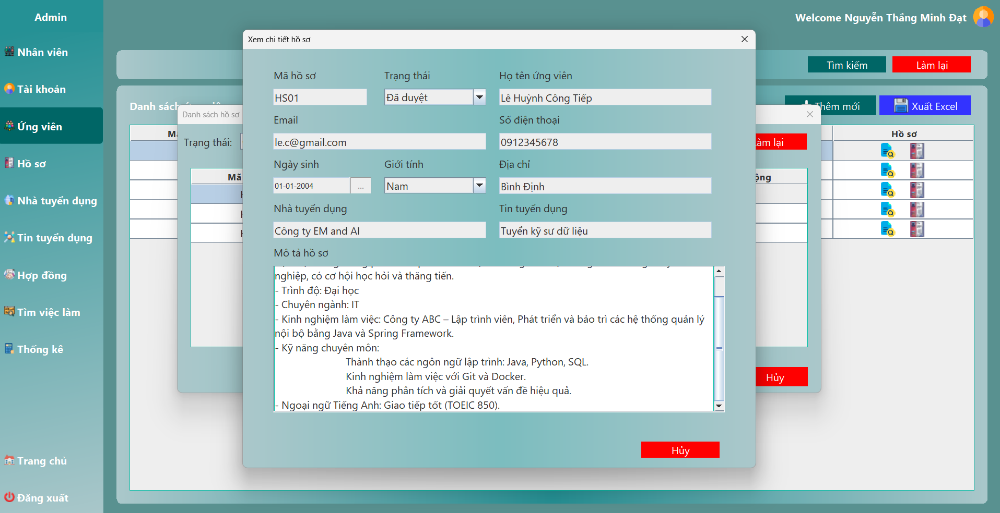 Admin
Welcome Nguyễn Thắng Minh Đạt
Nhân viên
Tài khoản
Ứng viên
Hồ sơ
Nhà tuyển dụng
Tin tuyển dụng
Hợp đồng
Tìm việc làm
Thống kê
Trang chủ
Đăng xuất
Tìm kiếm
Làm lại
Danh sách
Thêm mới
Xuất Excel
Hồ sơ
Danh sách hồ sơ
Trạng thái:
Làm lại
Mã
Hủy
Xem chi tiết hồ sơ
Mã hồ sơ
Trạng thái
Họ tên ứng viên
HS01
Đã duyệt
Lê Huỳnh Công Tiếp
Email
Số điện thoại
le.c@gmail.com
0912345678
Ngày sinh
Giới tính
Địa chỉ
01-01-2004
...
Nam
Bình Định
Nhà tuyển dụng
Tin tuyển dụng
Công ty EM and AI
Tuyển kỹ sư dữ liệu
Mô tả hồ sơ
nghiệp, có cơ hội học hỏi và thăng tiến.
- Trình độ: Đại học
- Chuyên ngành: IT
- Kinh nghiệm làm việc: Công ty ABC – Lập trình viên, Phát triển và bảo trì các hệ thống quản lý
nội bộ bằng Java và Spring Framework.
- Kỹ năng chuyên môn:
Thành thạo các ngôn ngữ lập trình: Java, Python, SQL.
Kinh nghiệm làm việc với Git và Docker.
Khả năng phân tích và giải quyết vấn đề hiệu quả.
- Ngoại ngữ Tiếng Anh: Giao tiếp tốt (TOEIC 850).
Hủy